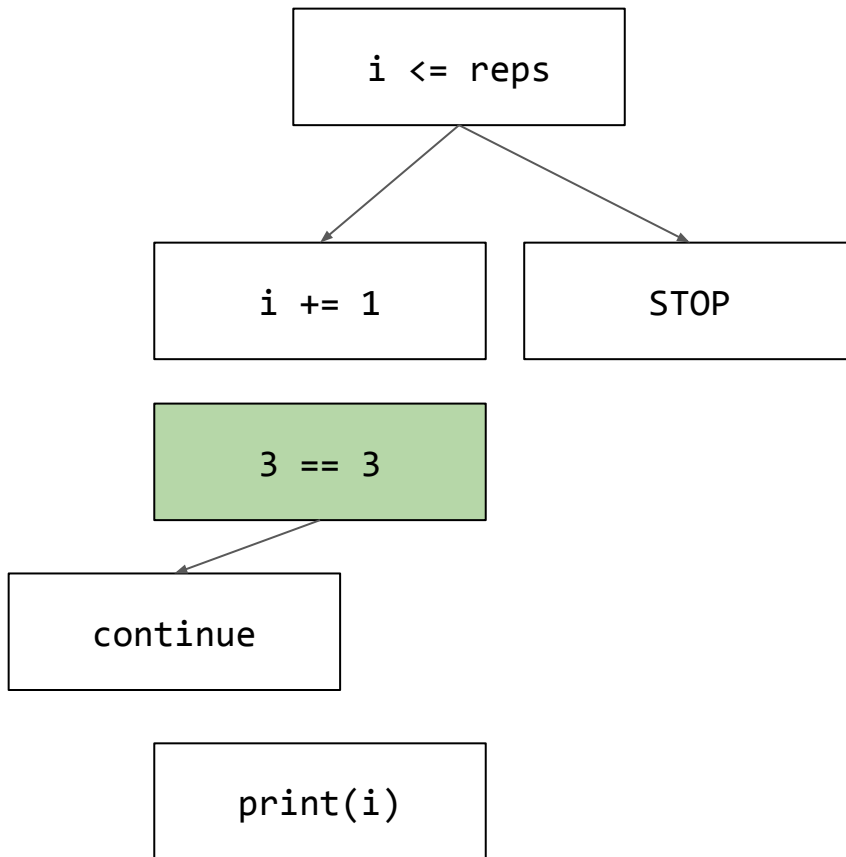 i <= reps
i += 1
STOP
3 == 3
continue
print(i)